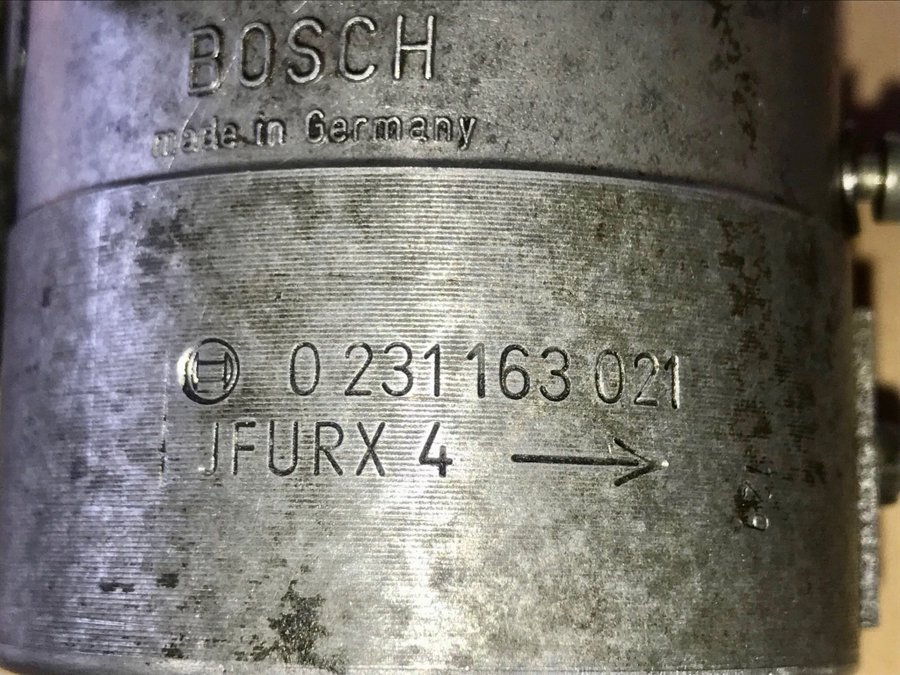 BOSCH
made in Germany
0 231 163 021
JFURX 4 →